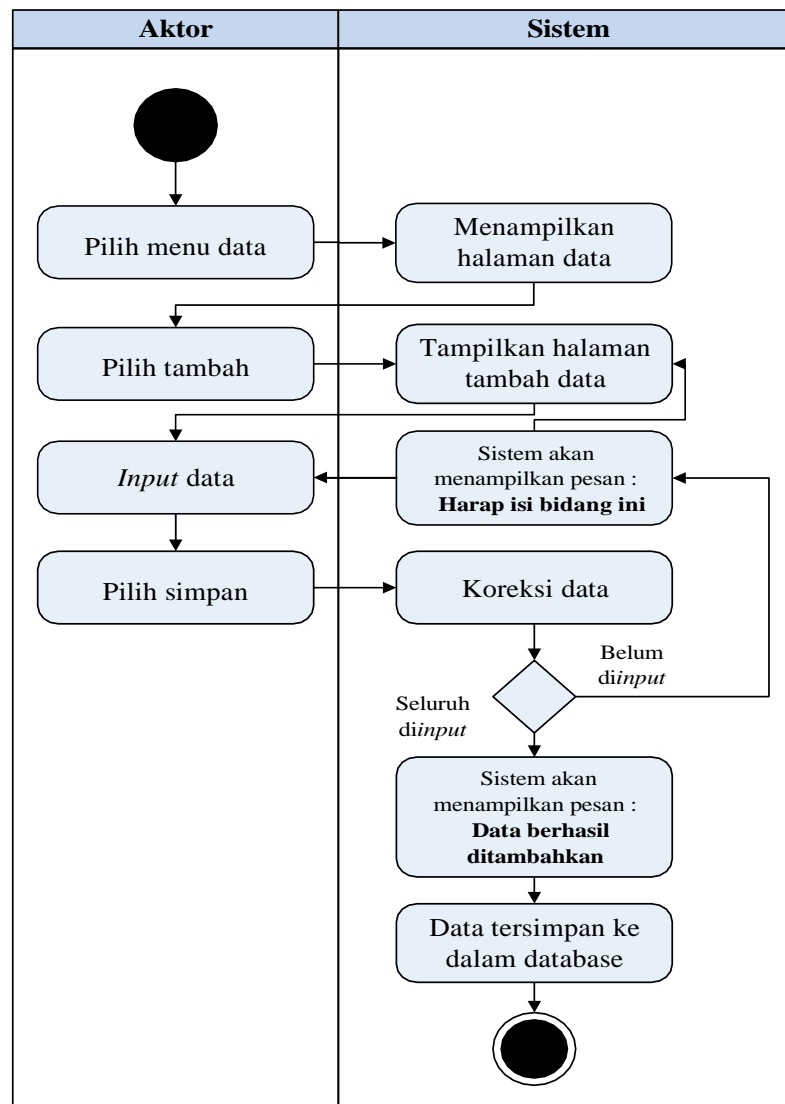 Aktor
Sistem
Pilih menu data
Menampilkan
halaman data
Pilih tambah
Tampilkan halaman
tambah data
Input data
Sistem akan
menampilkan pesan :
Harap isi bidang ini
Pilih simpan
Koreksi data
Belum
diinput
Seluruh
diinput
Sistem akan
menampilkan pesan :
Data berhasil
ditambahkan
Data tersimpan ke
dalam database